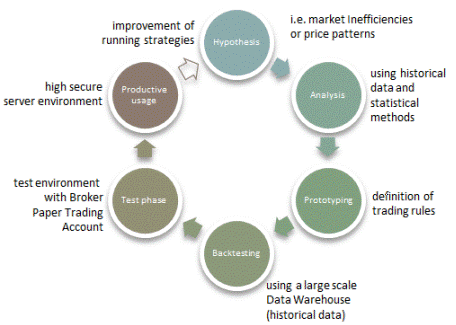 improvement of
running strategies
Hypothesis
i.e. market Inefficiencies
or price patterns
Analysis
using historical
data and
statistical
methods
Prototyping
definition of
trading rules
Backtesting
using a large scale
Data Warehouse
(historical data)
Test phase
test environment
with Broker
Paper Trading
Account
Productive
usage
high secure
server environment